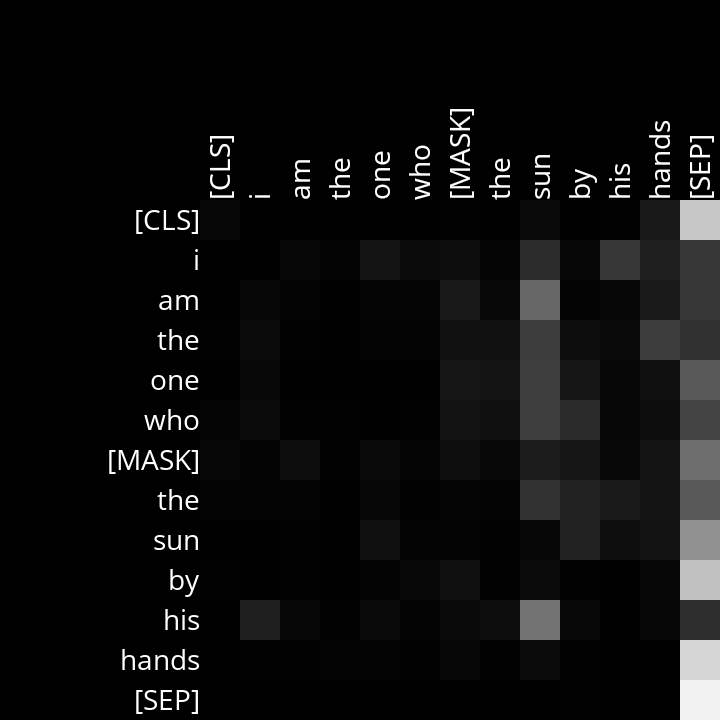 [CLS] i am the one who [MASK] the sun by his hands [SEP]
[CLS]
i
am
the
one
who
[MASK]
the
sun
by
his
hands
[SEP]